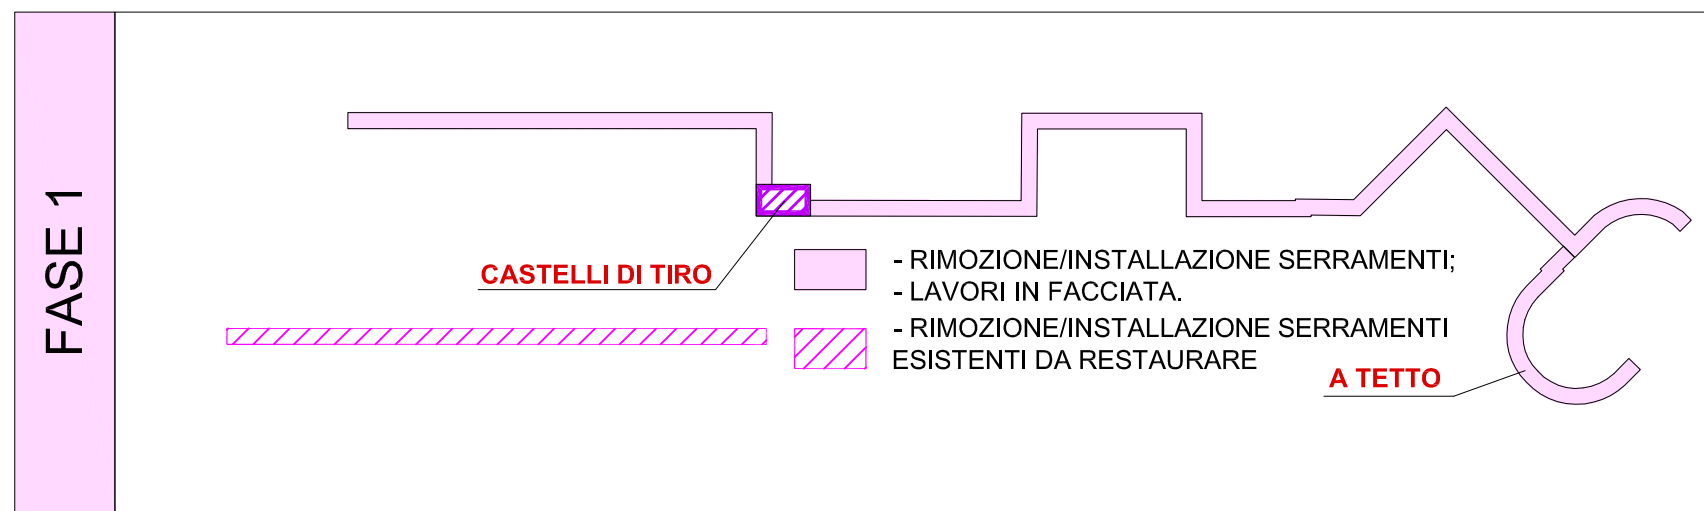 FASE 1
CASTELLI DI TIRO
- RIMOZIONE/INSTALLAZIONE SERRAMENTI;
- LAVORI IN FACCIATA.
- RIMOZIONE/INSTALLAZIONE SERRAMENTI
ESISTENTI DA RESTAURARE
A TETTO